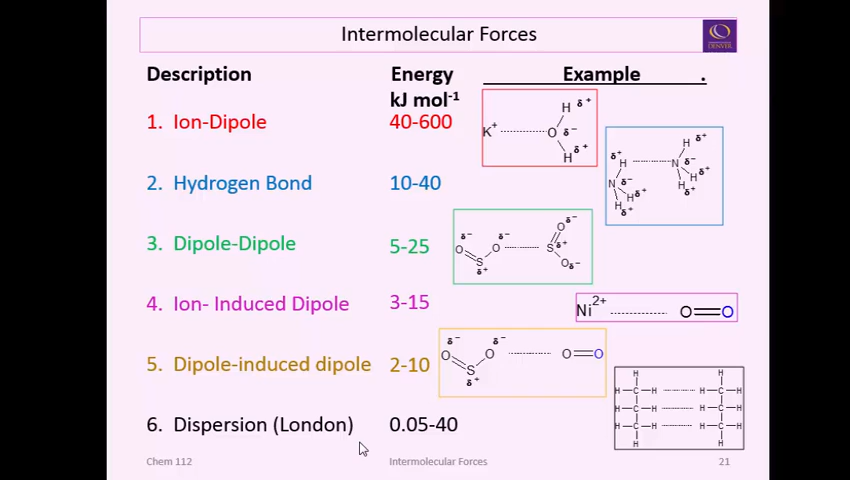 Intermolecular Forces
DENVER
Description Energy Example .
kJ mol-1
1. Ion-Dipole 40-600
K+ O δ- H δ+ H δ+
2. Hydrogen Bond 10-40
δ+ H N δ- H δ+ H δ+ N δ- H δ+ H δ+ H δ+
3. Dipole-Dipole 5-25
δ- O S δ+ O δ- O δ- S δ+ O δ-
4. Ion- Induced Dipole 3-15
Ni2+ O O
5. Dipole-induced dipole 2-10
δ- O S δ+ O δ- O O
6. Dispersion (London) 0.05-40
H H
H C H H C H
H C H H C H
H C H H C H
H H
Chem 112 Intermolecular Forces 21